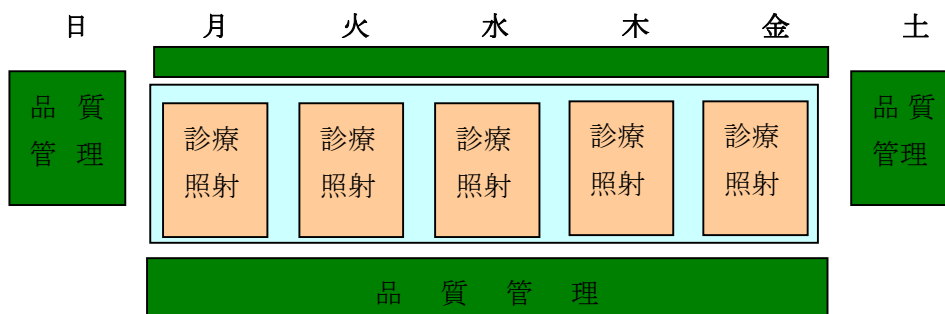 日 月 火 水 木 金 土
品 質
管 理
診療
照射
診療
照射
診療
照射
診療
照射
診療
照射
品 質
管理
品 質 管 理